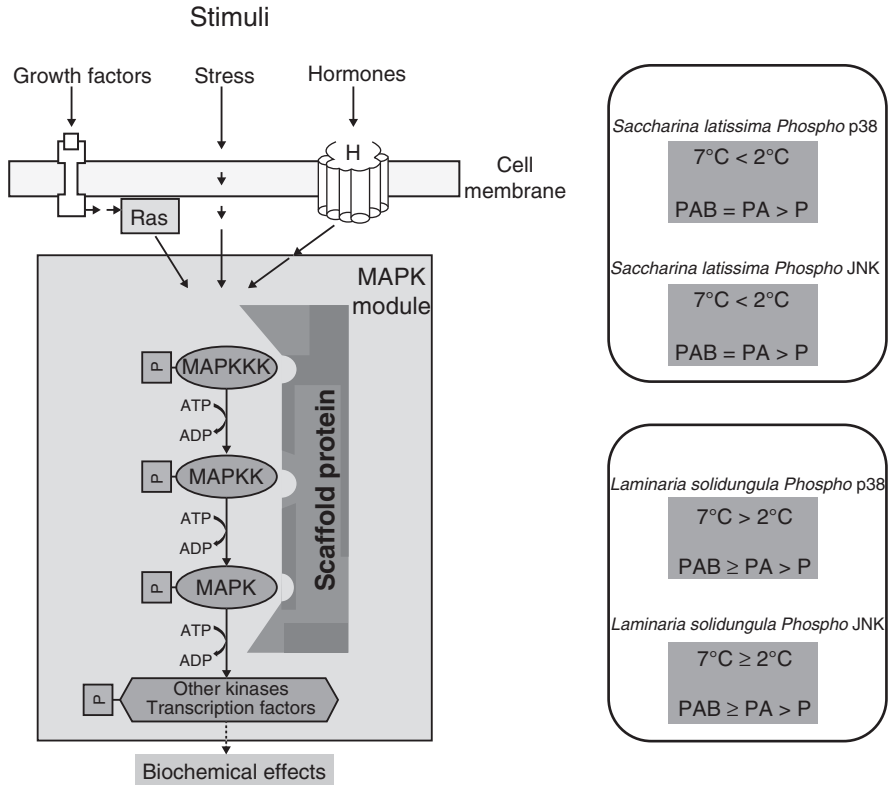 Stimuli
Growth factors
Stress
Hormones
H
Cell
membrane
Ras
MAPK
module
P
MAPKKK
ATP
ADP
P
MAPKK
ATP
ADP
P
MAPK
ATP
ADP
Scaffold protein
P
Other kinases
Transcription factors
Biochemical effects
Saccharina latissima Phospho p38
7°C < 2°C
PAB = PA > P
Saccharina latissima Phospho JNK
7°C < 2°C
PAB = PA > P
Laminaria solidungula Phospho p38
7°C > 2°C
PAB ≥ PA > P
Laminaria solidungula Phospho JNK
7°C ≥ 2°C
PAB ≥ PA > P